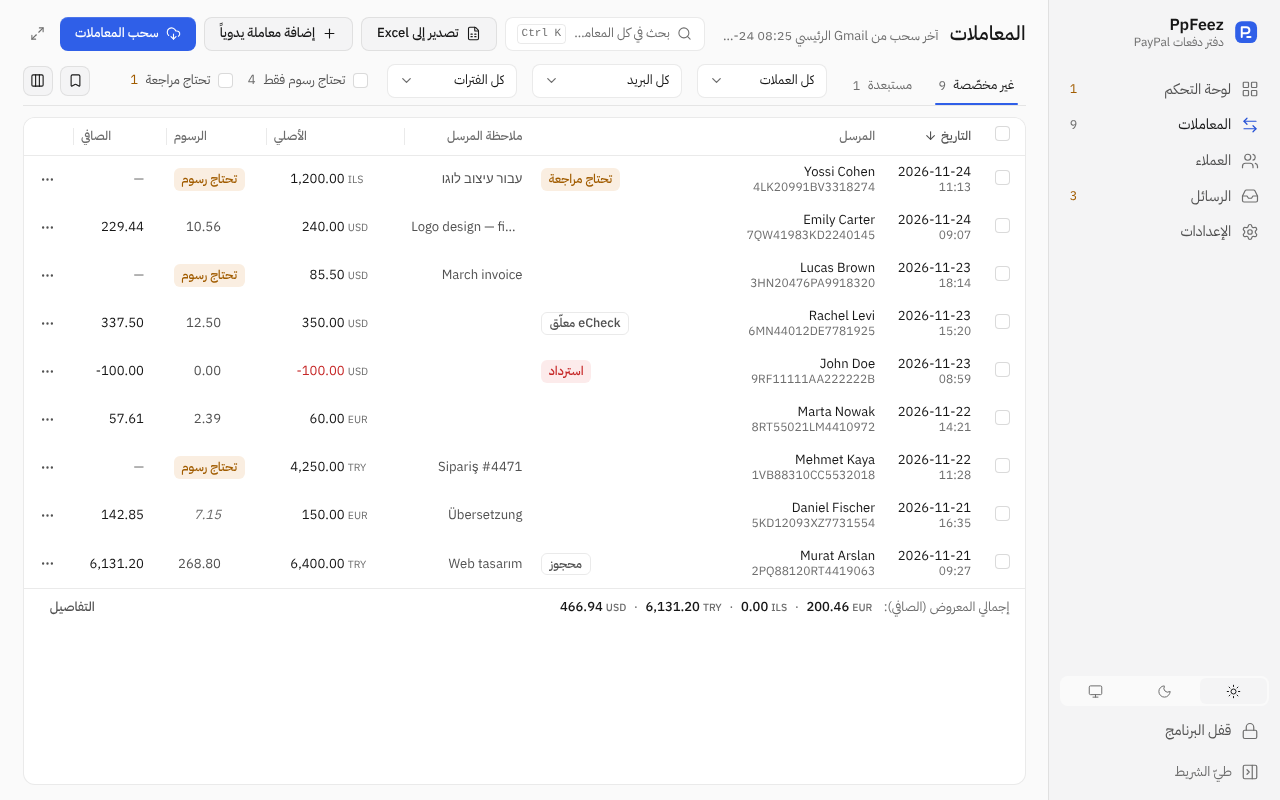 PpFeez
دفتر دفعات PayPal
لوحة التحكم 1
المعاملات 9
العملاء
الرسائل 3
الإعدادات
قفل البرنامج
طيّ الشريط
المعاملات
آخر سحب من Gmail الرئيسي 08:25 24-...
بحث في كل المعامـ... Ctrl K
تصدير إلى Excel
إضافة معاملة يدوياً
سحب المعاملات
غير مخصّصة 9
مستبعدة 1
كل العملات
كل البريد
كل الفترات
تحتاج رسوم فقط 4
تحتاج مراجعة 1
التاريخ المرسل ملاحظة المرسل الأصلي الرسوم الصافي
2026-11-24 Yossi Cohen تحتاج مراجعة עבור עיצוב לוגו 1,200.00 ILS تحتاج رسوم —
11:13 4LK20991BV3318274
2026-11-24 Emily Carter Logo design — fi... 240.00 USD 10.56 229.44
09:07 7QW41983KD2240145
2026-11-23 Lucas Brown March invoice 85.50 USD تحتاج رسوم —
18:14 3HN20476PA9918320
2026-11-23 Rachel Levi eCheck معلّق 350.00 USD 12.50 337.50
15:20 6MN44012DE7781925
2026-11-23 John Doe استرداد -100.00 USD 0.00 -100.00
08:59 9RF11111AA222222B
2026-11-22 Marta Nowak 60.00 EUR 2.39 57.61
14:21 8RT55021LM4410972
2026-11-22 Mehmet Kaya Sipariş #4471 4,250.00 TRY تحتاج رسوم —
11:28 1VB88310CC5532018
2026-11-21 Daniel Fischer Übersetzung 150.00 EUR 7.15 142.85
16:35 5KD12093XZ7731554
2026-11-21 Murat Arslan محجوز Web tasarım 6,400.00 TRY 268.80 6,131.20
09:27 2PQ88120RT4419063
إجمالي المعروض (الصافي): 200.46 EUR · 0.00 ILS · 6,131.20 TRY · 466.94 USD التفاصيل